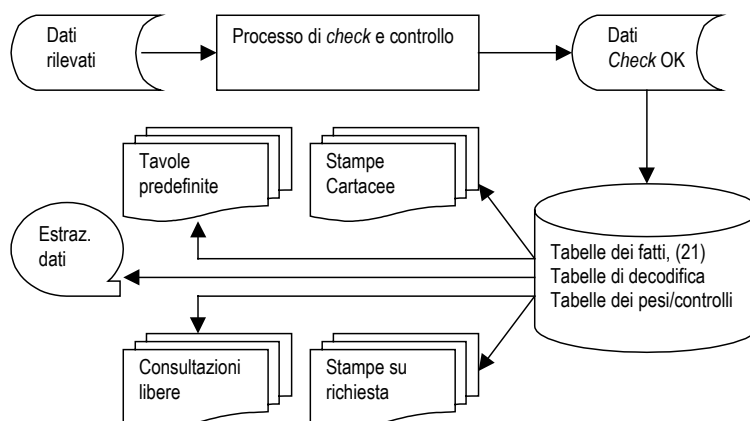 Dati
rilevati
Processo di check e controllo
Dati
Check OK
Tavole
predefinite
Stampe
Cartacee
Estraz.
dati
Tabelle dei fatti, (21)
Tabelle di decodifica
Tabelle dei pesi/controlli
Consultazioni
libere
Stampe su
richiesta